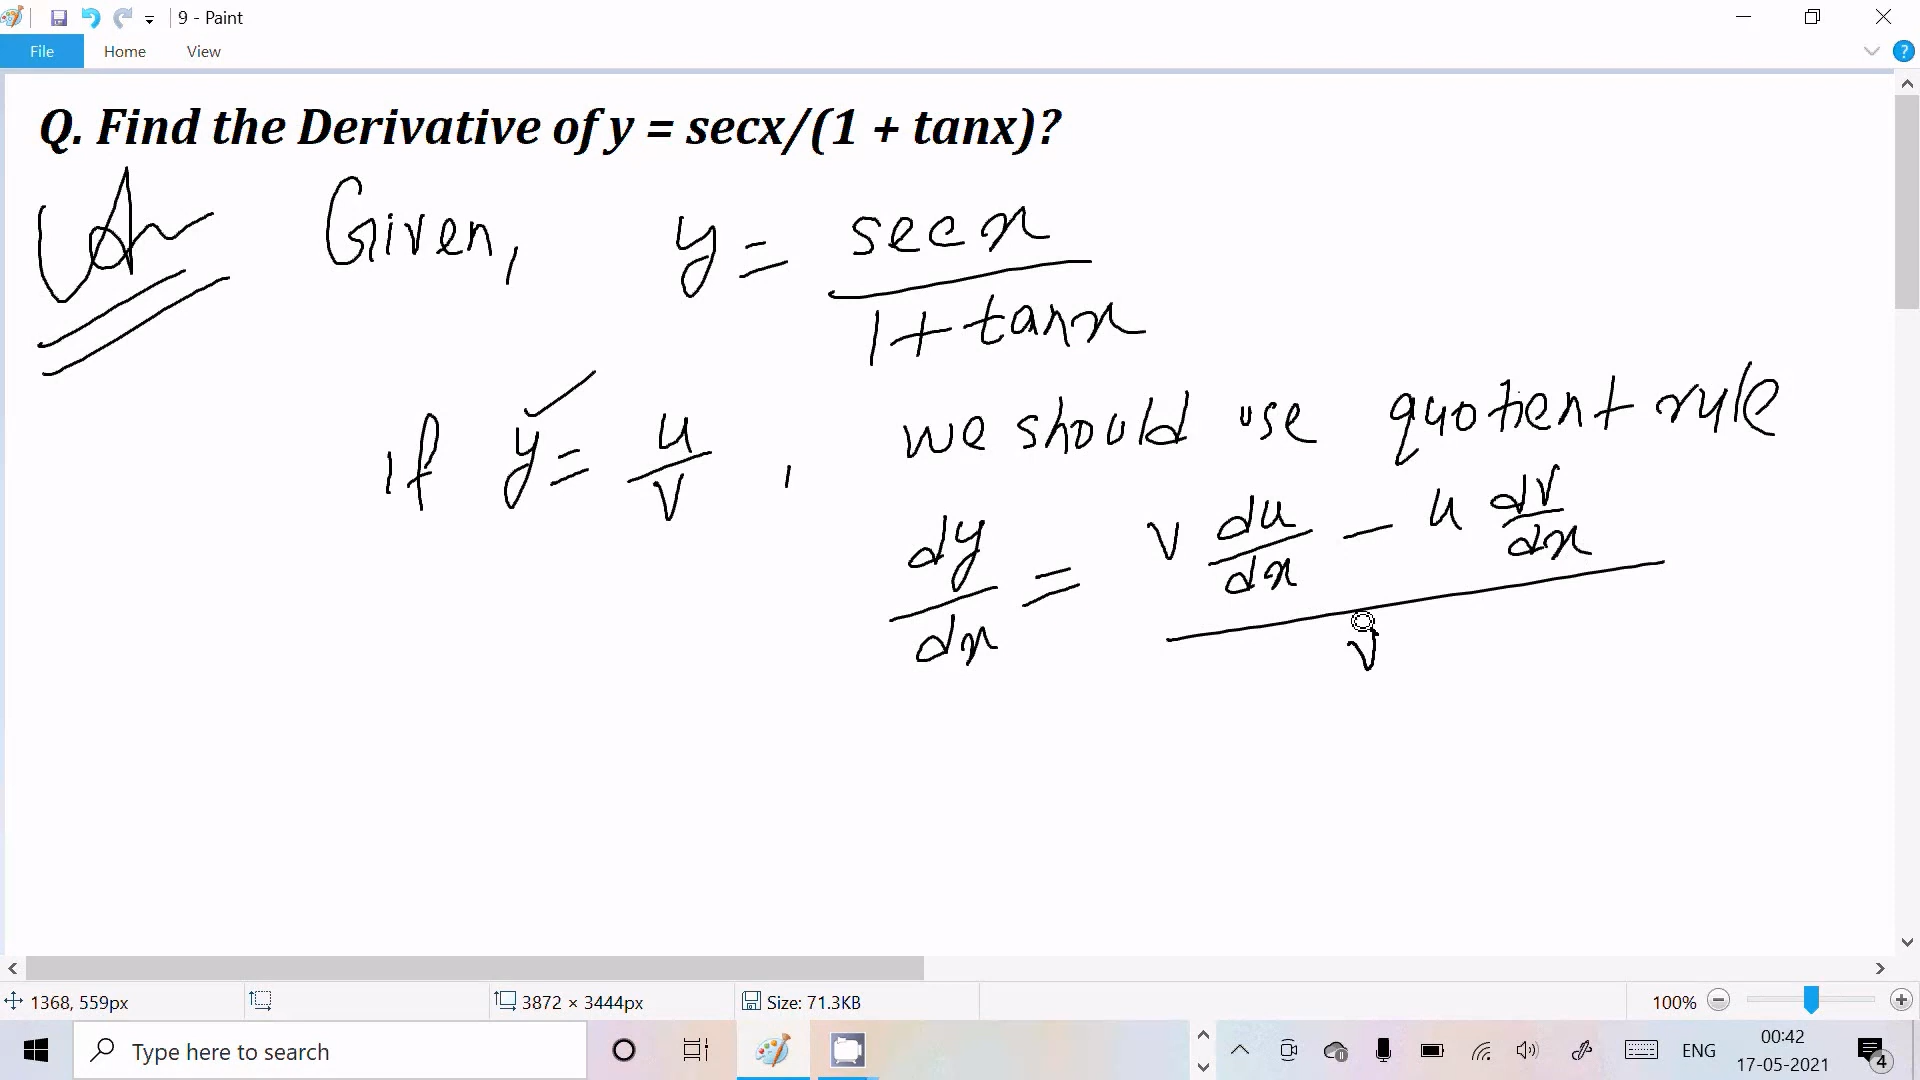 9 - Paint
File Home View
Q. Find the Derivative of y = secx/(1 + tanx)?
Given, y = secx / 1 + tanx
if y = u / v , we should use quotient rule
dy/dx = v du/dx - u dv/dx / v
1368, 559px 3872 × 3444px Size: 71.3KB 100%
Type here to search
ENG
00:42
17-05-2021
4